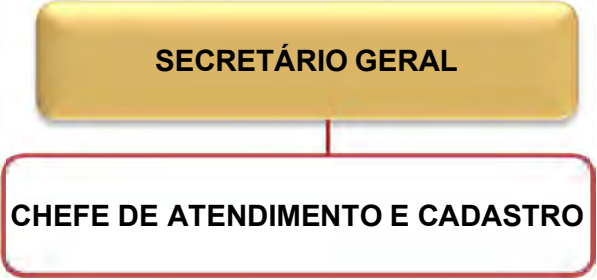 SECRETÁRIO GERAL
CHEFE DE ATENDIMENTO E CADASTRO